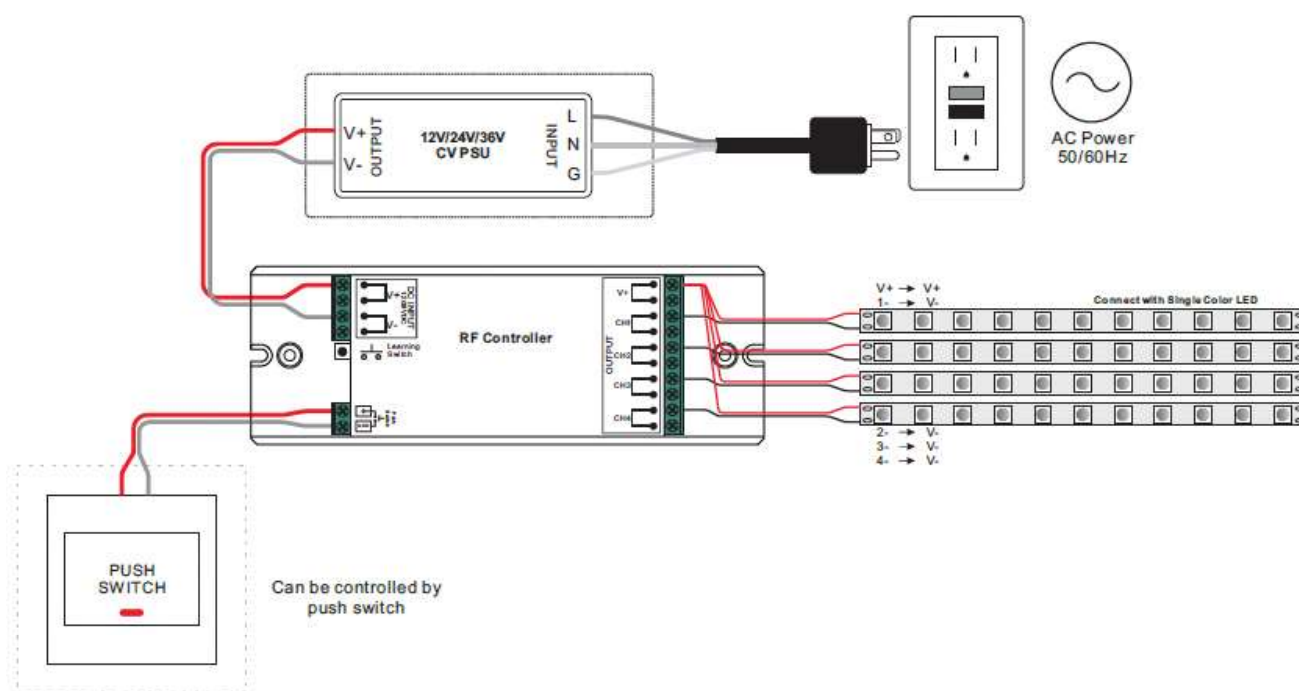 AC Power
50/60Hz
12V/24V/36V
CV PSU
V+
V-
OUTPUT
INPUT
L
N
G
RF Controller
V+
V-
DC INPUT
Learning
Switch
V+
CH1
CH2
CH3
CH4
OUTPUT
V+ → V+
1- → V-
Connect with Single Color LED
2- → V-
3- → V-
4- → V-
PUSH
SWITCH
Can be controlled by
push switch